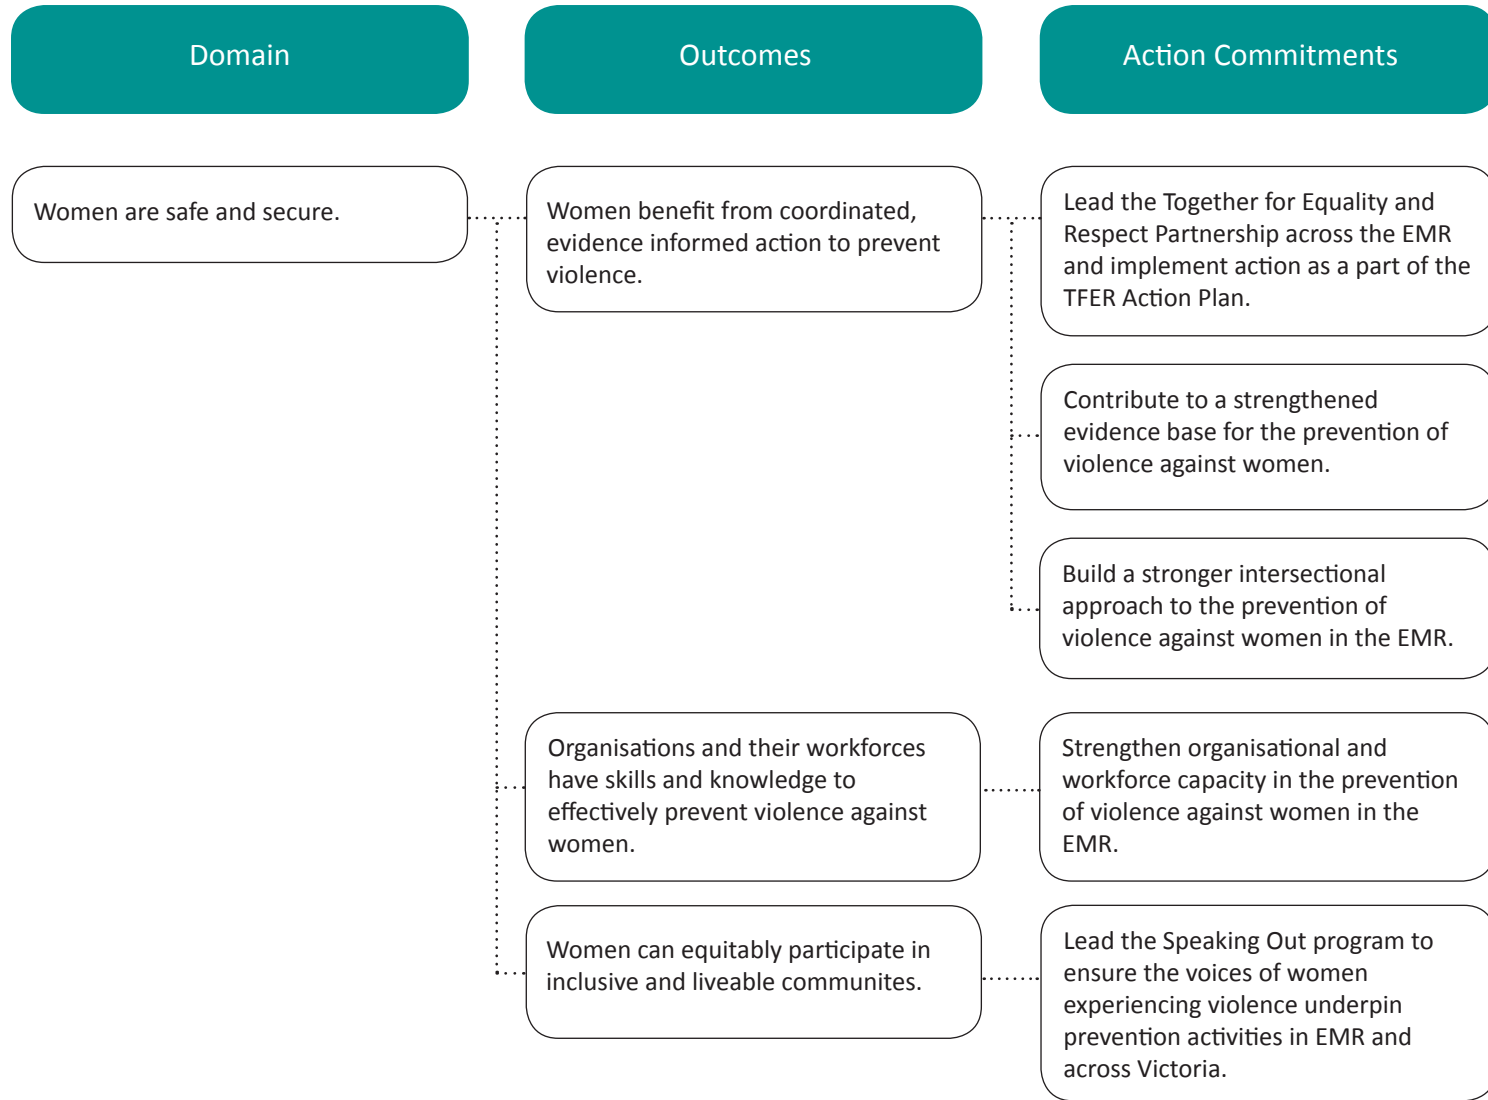 Domain
Outcomes
Action Commitments
Women are safe and secure.
Women benefit from coordinated,
evidence informed action to prevent
violence.
Lead the Together for Equality and
Respect Partnership across the EMR
and implement action as a part of the
TFER Action Plan.
Contribute to a strengthened
evidence base for the prevention of
violence against women.
Build a stronger intersectional
approach to the prevention of
violence against women in the EMR.
Organisations and their workforces
have skills and knowledge to
effectively prevent violence against
women.
Strengthen organisational and
workforce capacity in the prevention
of violence against women in the
EMR.
Women can equitably participate in
inclusive and liveable communites.
Lead the Speaking Out program to
ensure the voices of women
experiencing violence underpin
prevention activities in EMR and
across Victoria.